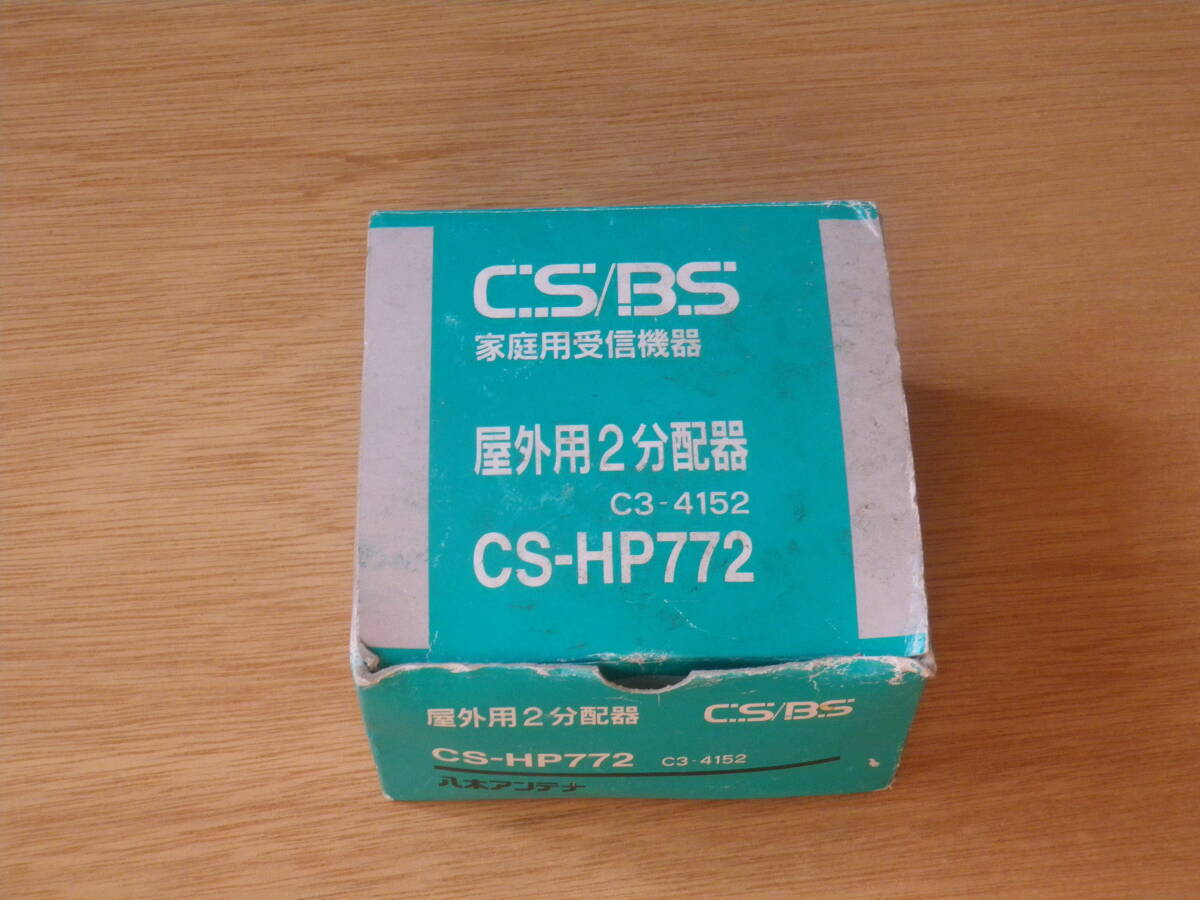 CS/BS
家庭用受信機器
屋外用2分配器
C3-4152
CS-HP772
屋外用2分配器 CS/BS
CS-HP772 C3-4152
八木アンテナ